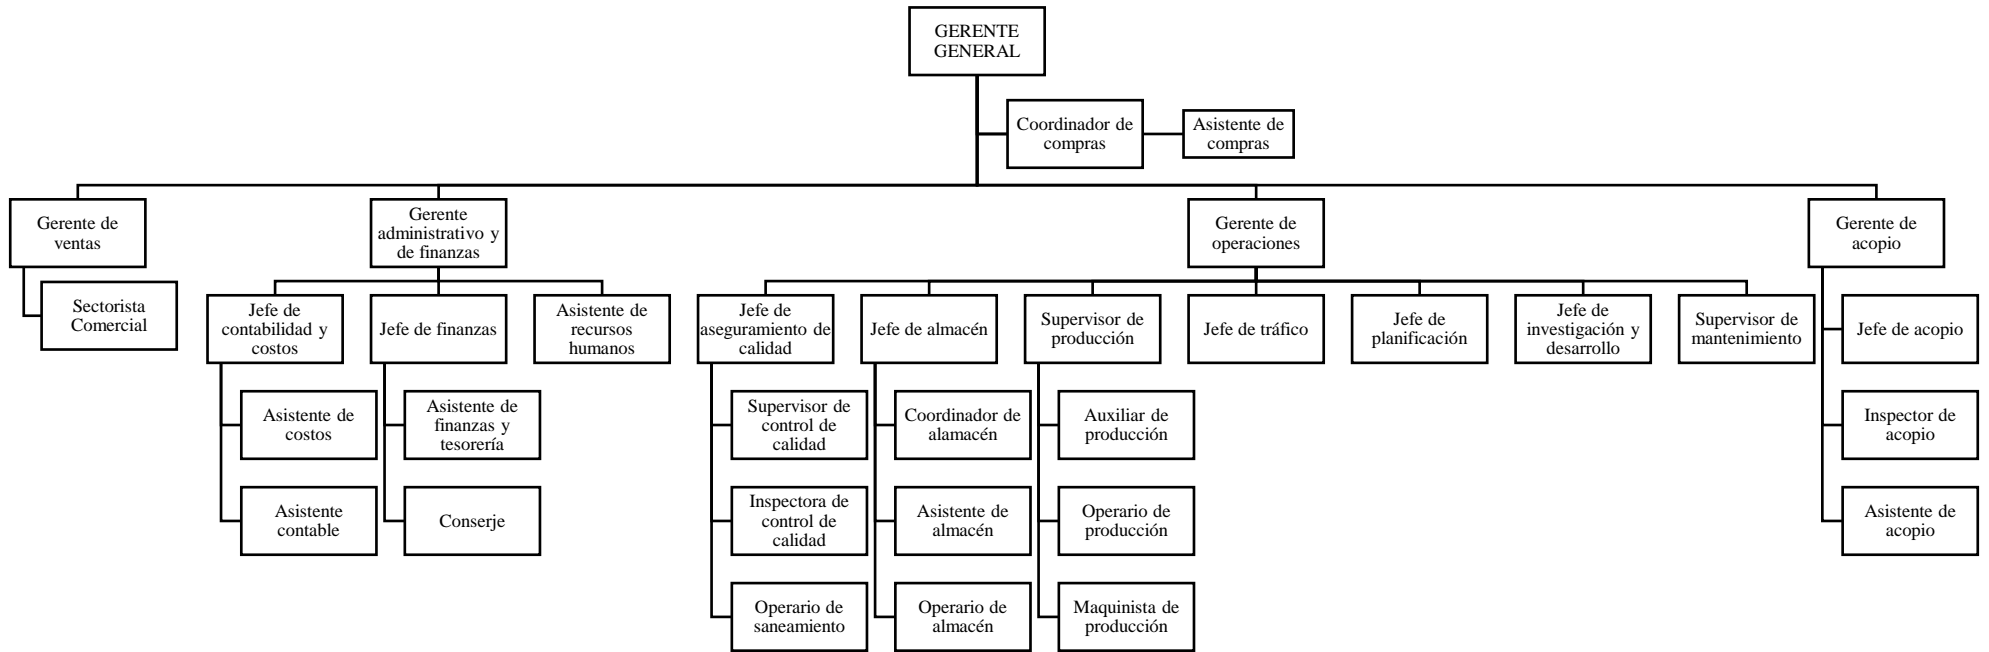 GERENTE
GENERAL
Coordinador de
compras
Asistente de
compras
Gerente de
ventas
Gerente
administrativo y
de finanzas
Gerente de
operaciones
Gerente de
acopio
Sectorista
Comercial
Jefe de
contabilidad y
costos
Jefe de finanzas
Asistente de
recursos
humanos
Jefe de
aseguramiento de
calidad
Jefe de almacén
Supervisor de
producción
Jefe de tráfico
Jefe de
planificación
Jefe de
investigación y
desarrollo
Supervisor de
mantenimiento
Jefe de acopio
Asistente de
costos
Asistente de
finanzas y
tesorería
Supervisor de
control de
calidad
Coordinador de
alamacén
Auxiliar de
producción
Inspector de
acopio
Asistente
contable
Conserje
Inspectora de
control de
calidad
Asistente de
almacén
Operario de
producción
Asistente de
acopio
Operario de
saneamiento
Operario de
almacén
Maquinista de
producción